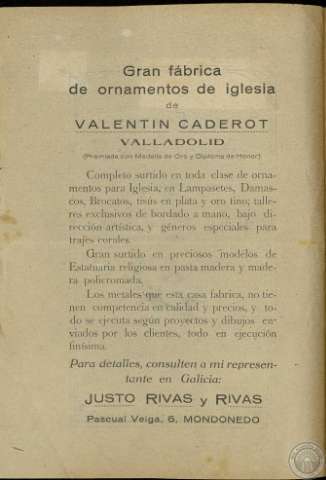 Gran fábrica
de ornamentos de iglesia
de
VALENTIN CADEROT
VALLADOLID
(Premiada con Medalla de Oro y Diploma de Honor)
Completo surtido en toda clase de orna-
mentos para Iglesia, en Lampasetes, Damas-
cos, Brocatos, tisús en plata y oro fino; talle-
res exclusivos de bordado a mano, bajo di-
rección artística, y géneros especiales para
trajes corales.
Gran surtido en preciosos modelos de
Estatuaria religiosa en pasta madera y made-
ra policromada.
Los metales que esta casa fabrica, no tie-
nen competencia en calidad y precios, y to-
do se ejecuta según proyectos y dibujos en-
viados por los clientes, todo en ejecución
finísima.
Para detalles, consulten a mi represen-
tante en Galicia:
JUSTO RIVAS y RIVAS
Pascual Veiga, 6, MONDOÑEDO